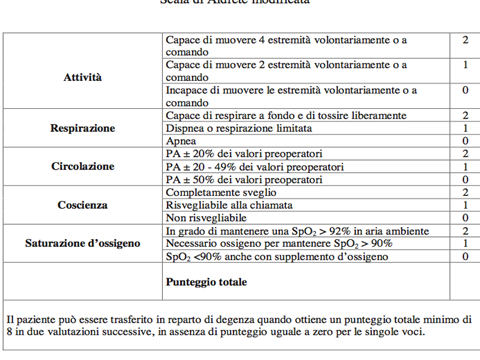 Scala di Aldrete modificata
Attività
Capace di muovere 4 estremità volontariamente o a comando 2
Capace di muovere 2 estremità volontariamente o a comando 1
Incapace di muovere le estremità volontariamente o a comando 0
Respirazione
Capace di respirare a fondo e di tossire liberamente 2
Dispnea o respirazione limitata 1
Apnea 0
Circolazione
PA ± 20% dei valori preoperatori 2
PA ± 20 - 49% dei valori preoperatori 1
PA ± 50% dei valori preoperatori 0
Coscienza
Completamente sveglio 2
Risvegliabile alla chiamata 1
Non risvegliabile 0
Saturazione d'ossigeno
In grado di mantenere una SpO₂ > 92% in aria ambiente 2
Necessario ossigeno per mantenere SpO₂ > 90% 1
SpO₂ <90% anche con supplemento d'ossigeno 0
Punteggio totale
Il paziente può essere trasferito in reparto di degenza quando ottiene un punteggio totale minimo di
8 in due valutazioni successive, in assenza di punteggio uguale a zero per le singole voci.